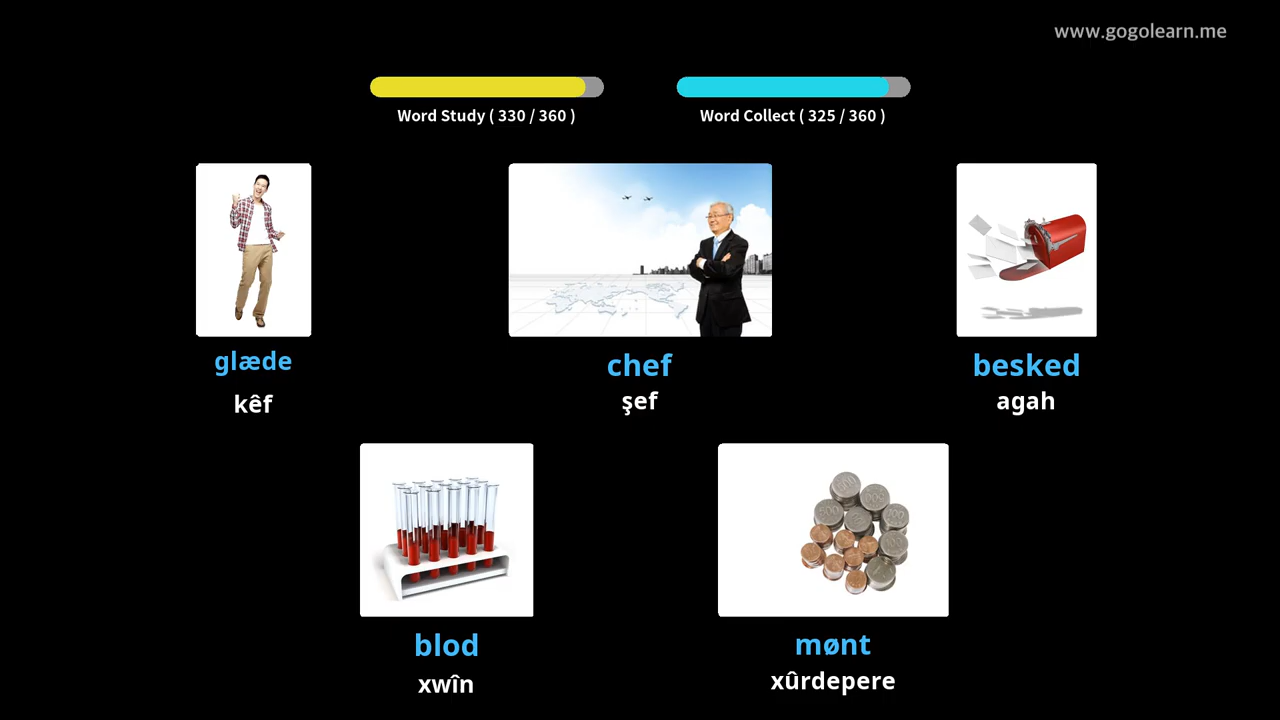 www.gogolearn.me
Word Study ( 330 / 360 )
Word Collect ( 325 / 360 )
glæde
kêf
chef
şef
besked
agah
blod
xwîn
mønt
xûrdepere